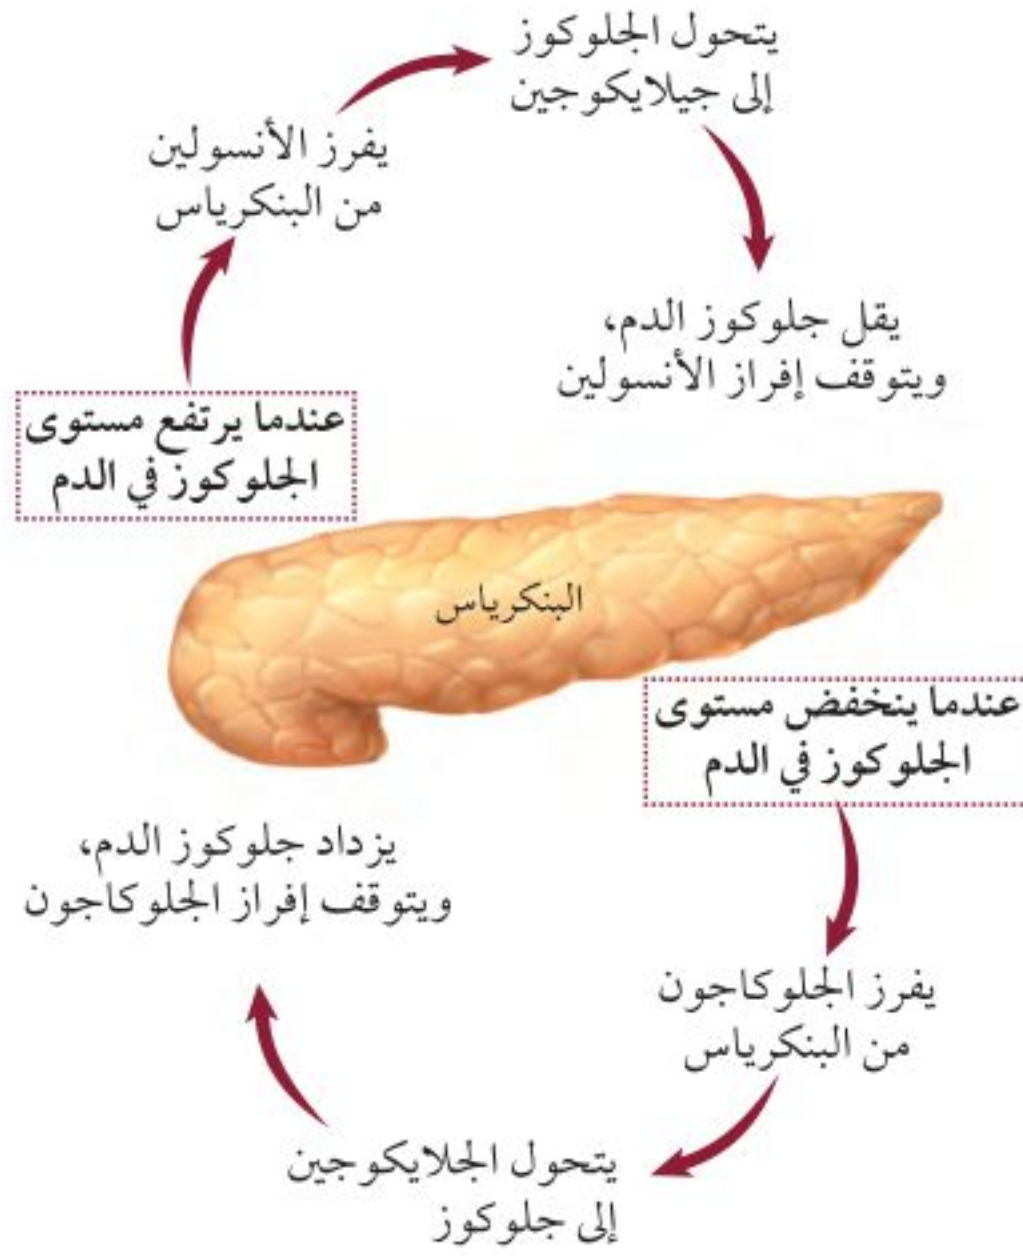 عندما يرتفع مستوى
الجلوكوز في الدم
يفرز الأنسولين
من البنكرياس
يتحول الجلوكوز
إلى جيلايكوجين
يقل جلوكوز الدم،
ويتوقف إفراز الأنسولين
البنكرياس
عندما ينخفض مستوى
الجلوكوز في الدم
يفرز الجلوكاجون
من البنكرياس
يتحول الجلايكوجين
إلى جلوكوز
يزداد جلوكوز الدم،
ويتوقف إفراز الجلوكاجون